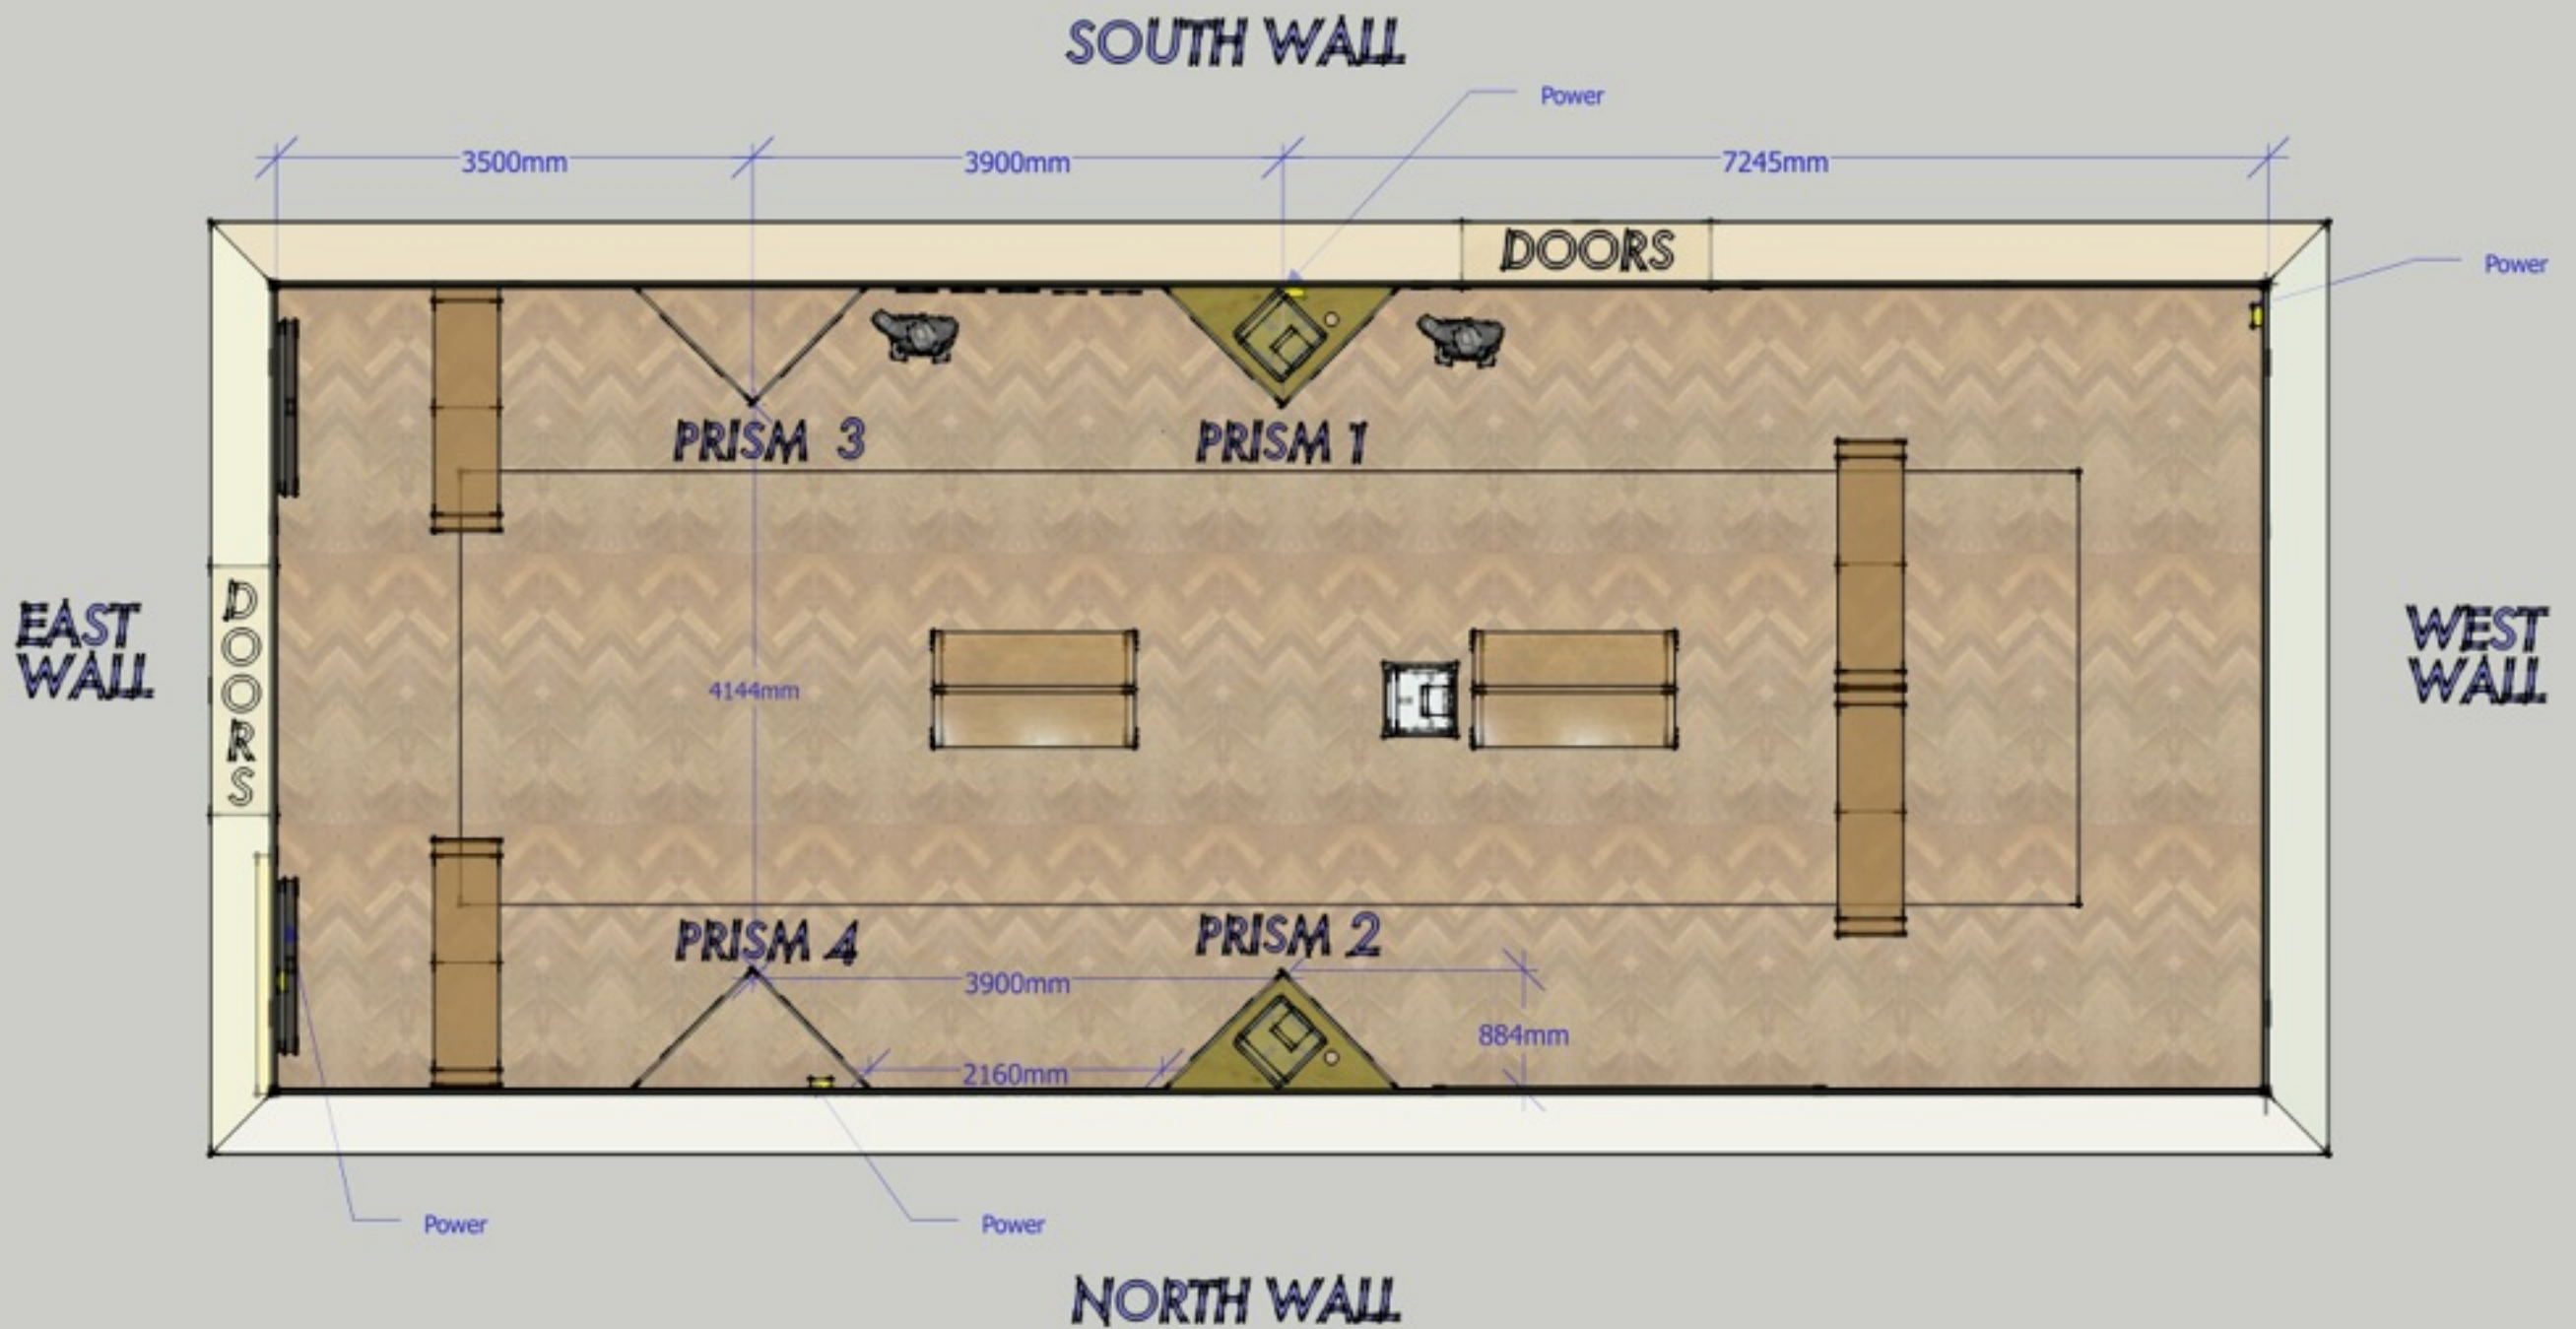 SOUTH WALL
Power
3500mm
3900mm
7245mm
DOORS
Power
PRISM 3
PRISM 1
DOORS
EAST
WALL
WEST
WALL
4144mm
PRISM 4
PRISM 2
3900mm
884mm
2160mm
Power
Power
NORTH WALL